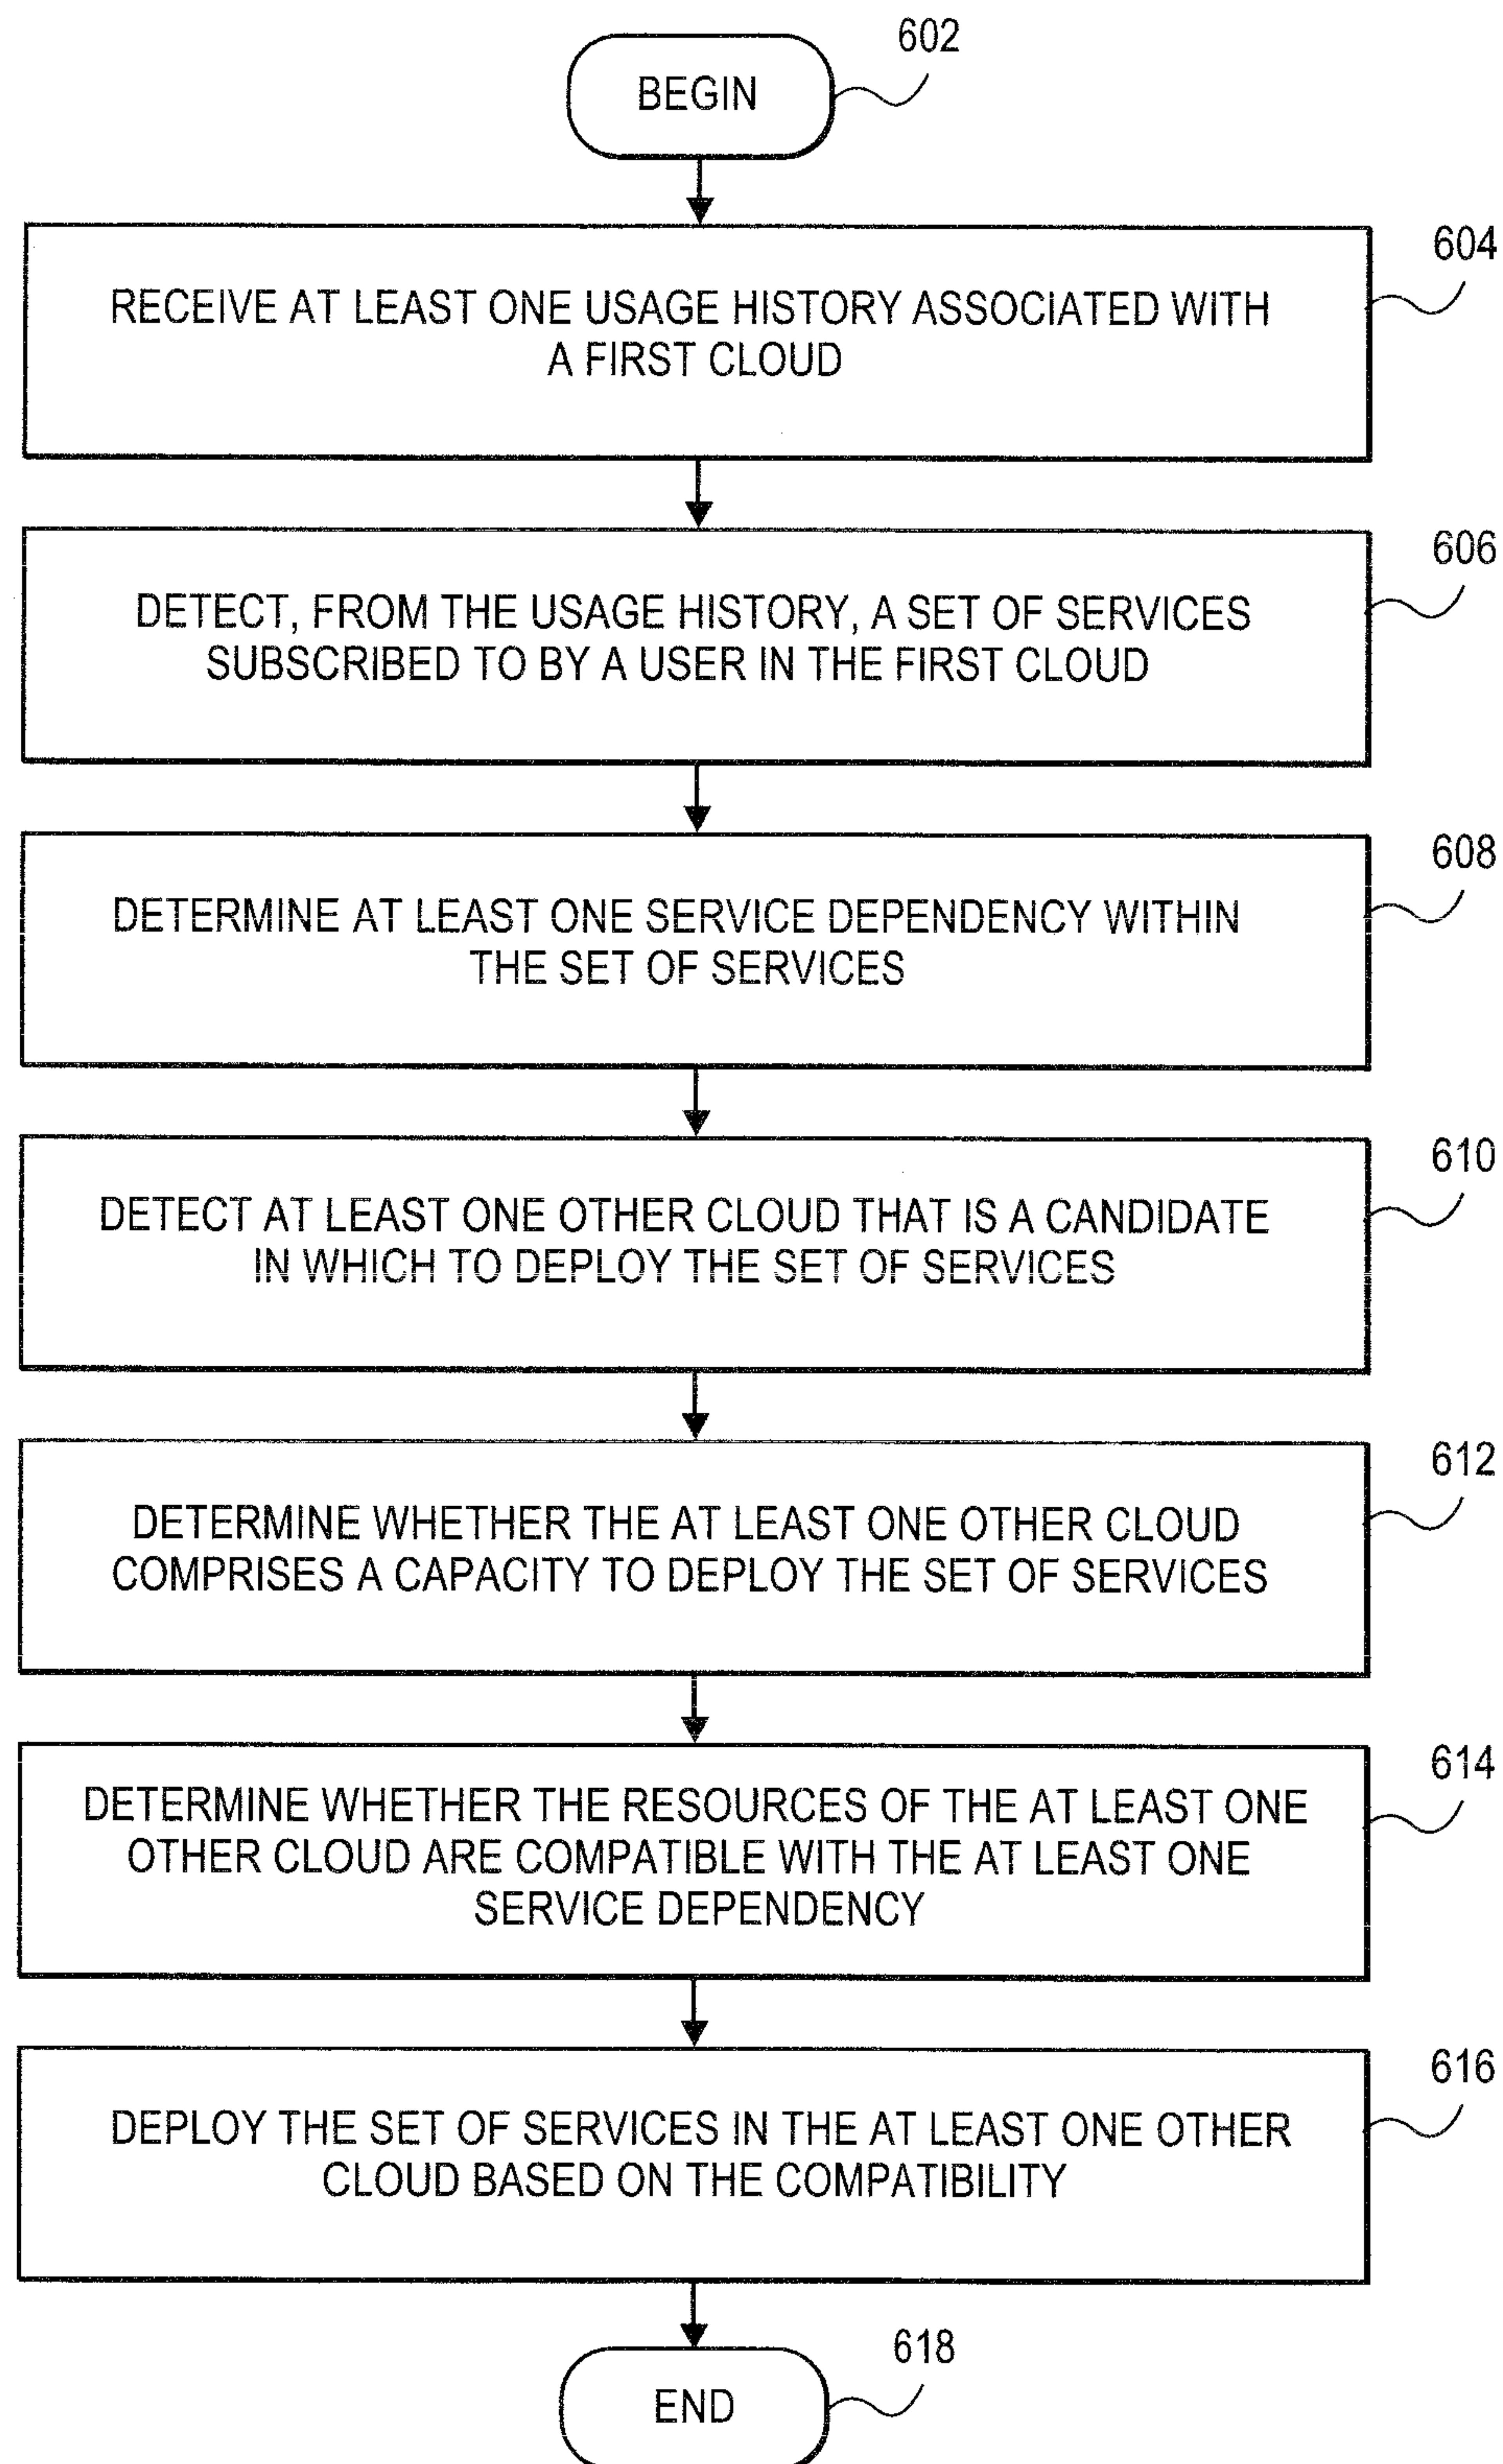 602
BEGIN
604
RECEIVE AT LEAST ONE USAGE HISTORY ASSOCIATED WITH
A FIRST CLOUD
606
DETECT, FROM THE USAGE HISTORY, A SET OF SERVICES
SUBSCRIBED TO BY A USER IN THE FIRST CLOUD
608
DETERMINE AT LEAST ONE SERVICE DEPENDENCY WITHIN
THE SET OF SERVICES
610
DETECT AT LEAST ONE OTHER CLOUD THAT IS A CANDIDATE
IN WHICH TO DEPLOY THE SET OF SERVICES
612
DETERMINE WHETHER THE AT LEAST ONE OTHER CLOUD
COMPRISES A CAPACITY TO DEPLOY THE SET OF SERVICES
614
DETERMINE WHETHER THE RESOURCES OF THE AT LEAST ONE
OTHER CLOUD ARE COMPATIBLE WITH THE AT LEAST ONE
SERVICE DEPENDENCY
616
DEPLOY THE SET OF SERVICES IN THE AT LEAST ONE OTHER
CLOUD BASED ON THE COMPATIBILITY
618
END